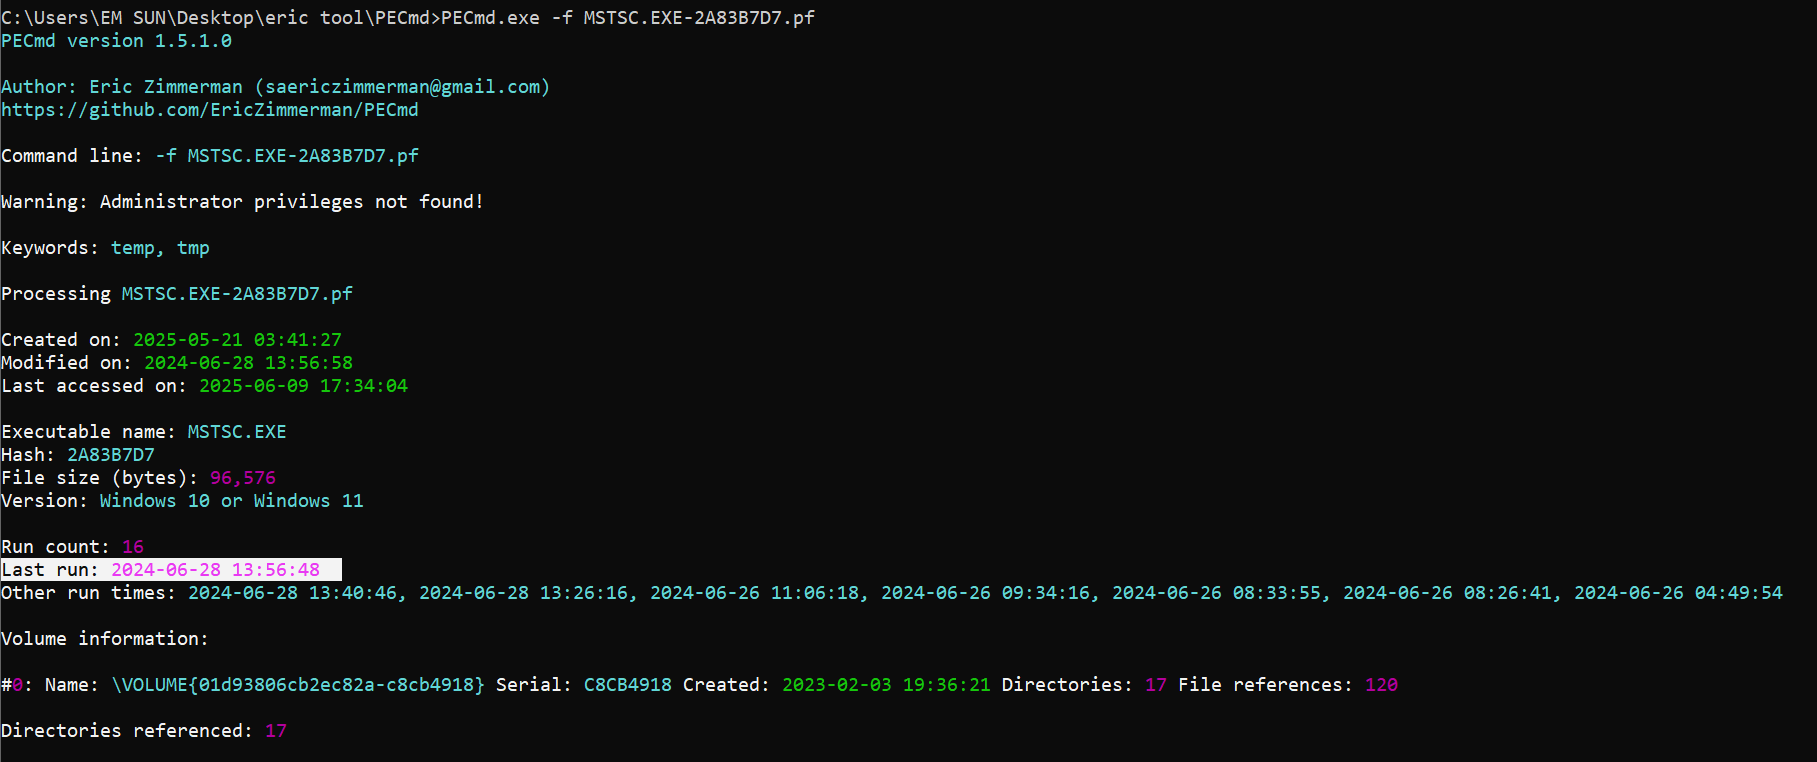 C:\Users\EM SUN\Desktop\eric tool\PECmd>PECmd.exe -f MSTSC.EXE-2A83B7D7.pf
PECmd version 1.5.1.0
Author: Eric Zimmerman (saericzimmerman@gmail.com)
https://github.com/EricZimmerman/PECmd
Command line: -f MSTSC.EXE-2A83B7D7.pf
Warning: Administrator privileges not found!
Keywords: temp, tmp
Processing MSTSC.EXE-2A83B7D7.pf
Created on: 2025-05-21 03:41:27
Modified on: 2024-06-28 13:56:58
Last accessed on: 2025-06-09 17:34:04
Executable name: MSTSC.EXE
Hash: 2A83B7D7
File size (bytes): 96,576
Version: Windows 10 or Windows 11
Run count: 16
Last run: 2024-06-28 13:56:48
Other run times: 2024-06-28 13:40:46, 2024-06-28 13:26:16, 2024-06-26 11:06:18, 2024-06-26 09:34:16, 2024-06-26 08:33:55, 2024-06-26 08:26:41, 2024-06-26 04:49:54
Volume information:
#0: Name: \VOLUME{01d93806cb2ec82a-c8cb4918} Serial: C8CB4918 Created: 2023-02-03 19:36:21 Directories: 17 File references: 120
Directories referenced: 17